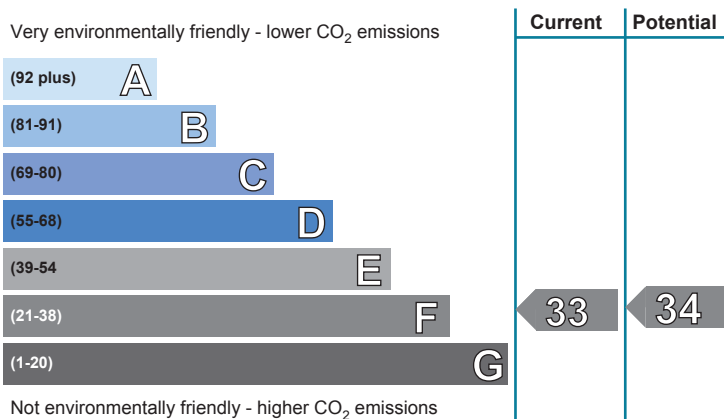 Very environmentally friendly - lower CO₂ emissions
Current
Potential
(92 plus) A
(81-91) B
(69-80) C
(55-68) D
(39-54 E
(21-38) F
33
34
(1-20) G
Not environmentally friendly - higher CO₂ emissions